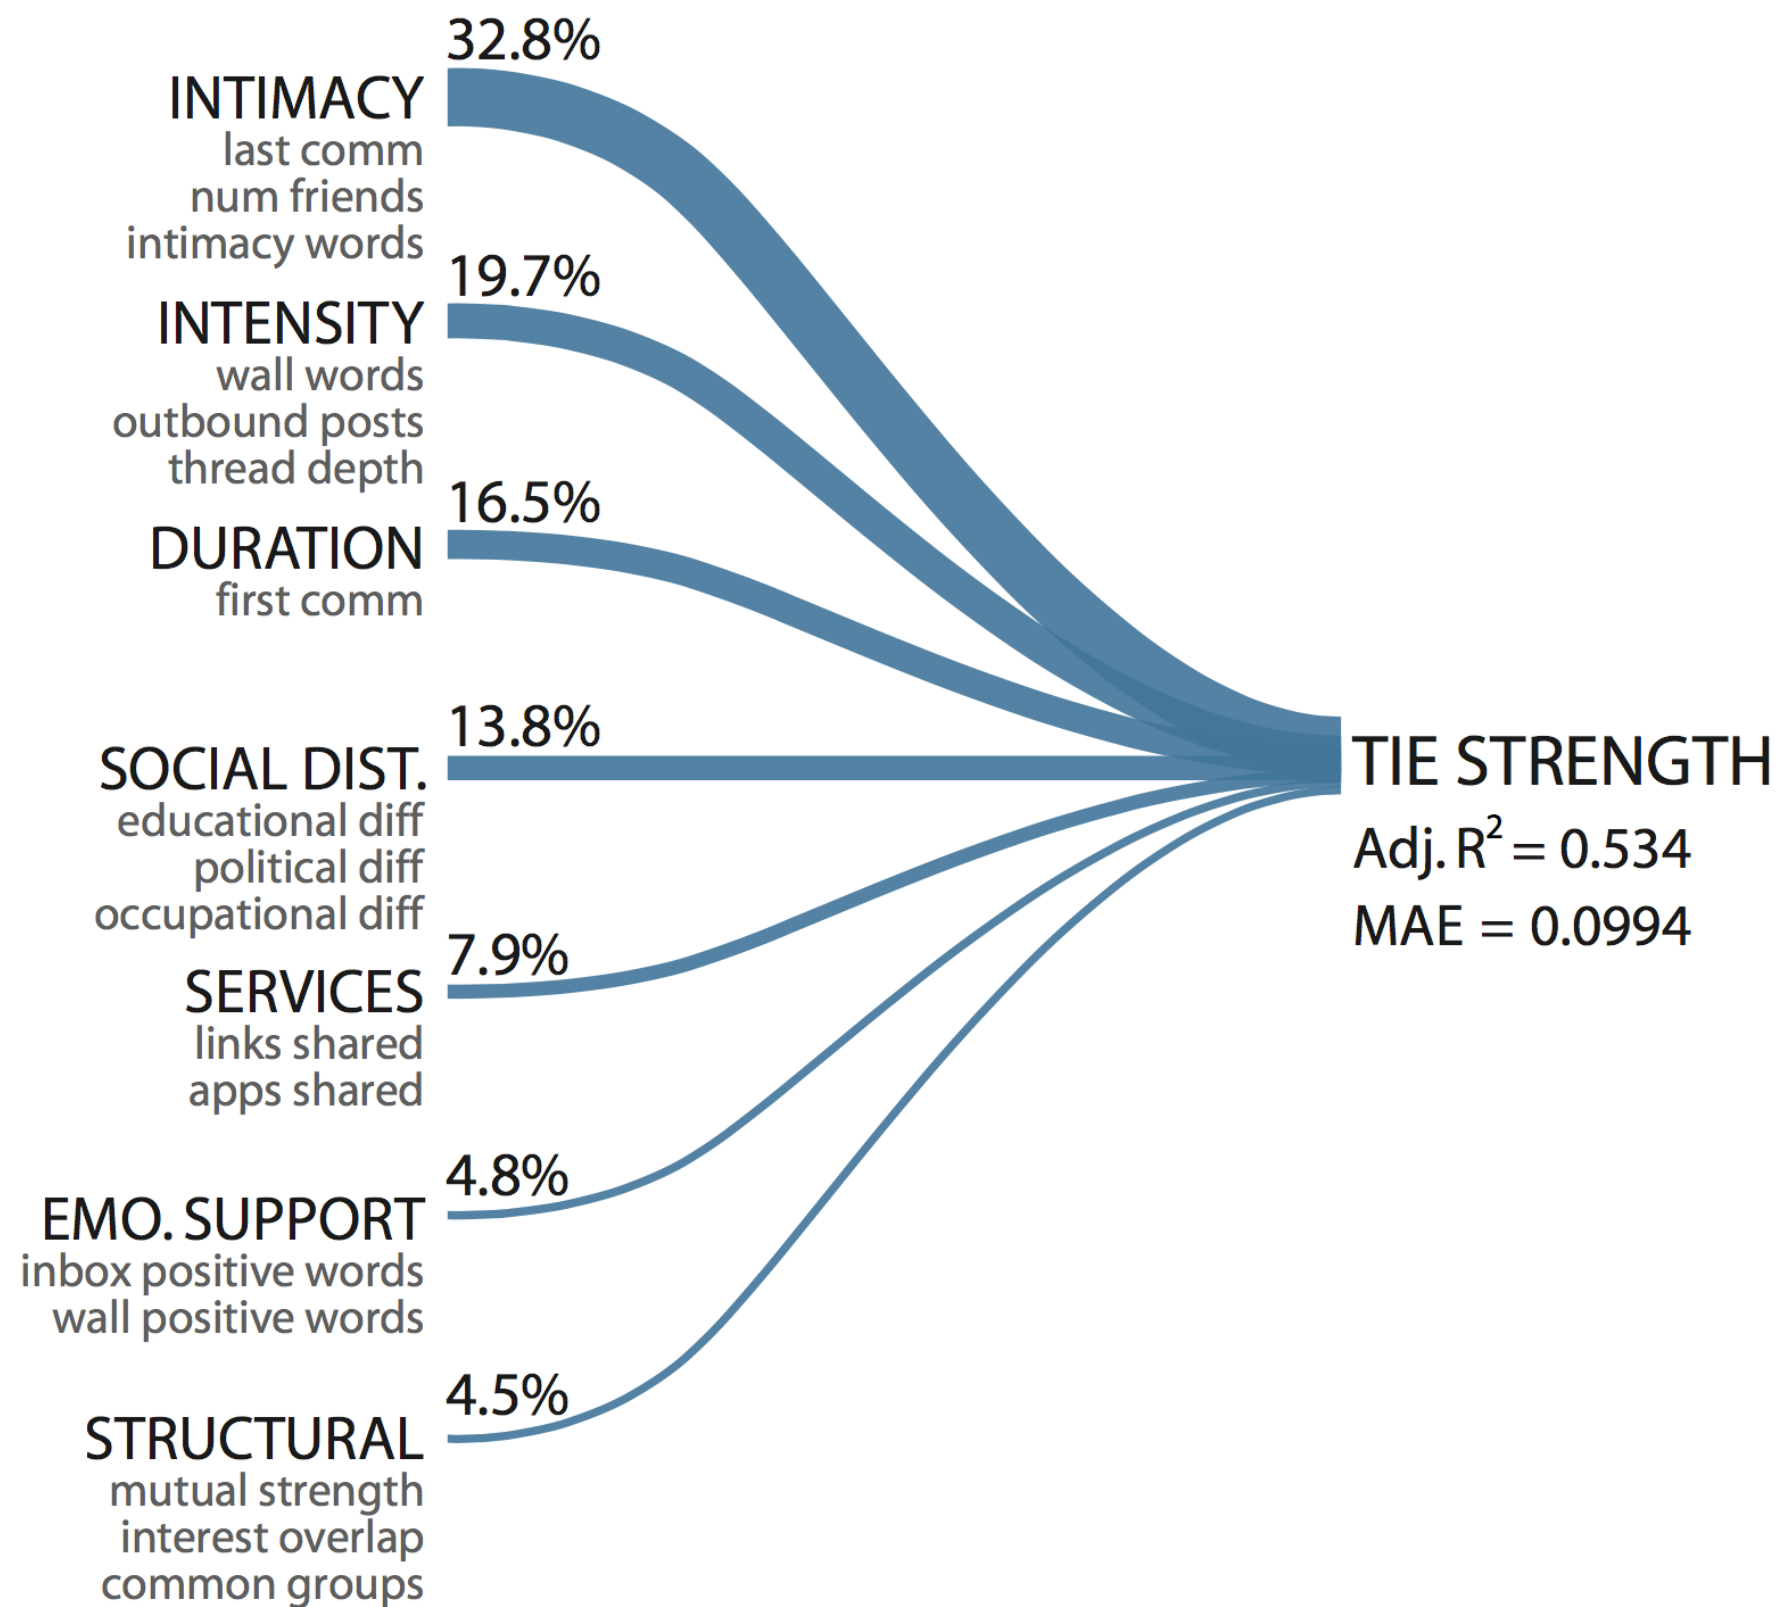 32.8%
INTIMACY
last comm
num friends
intimacy words
19.7%
INTENSITY
wall words
outbound posts
thread depth
16.5%
DURATION
first comm
13.8%
SOCIAL DIST.
educational diff
political diff
occupational diff
7.9%
SERVICES
links shared
apps shared
4.8%
EMO. SUPPORT
inbox positive words
wall positive words
4.5%
STRUCTURAL
mutual strength
interest overlap
common groups
TIE STRENGTH
Adj. R² = 0.534
MAE = 0.0994